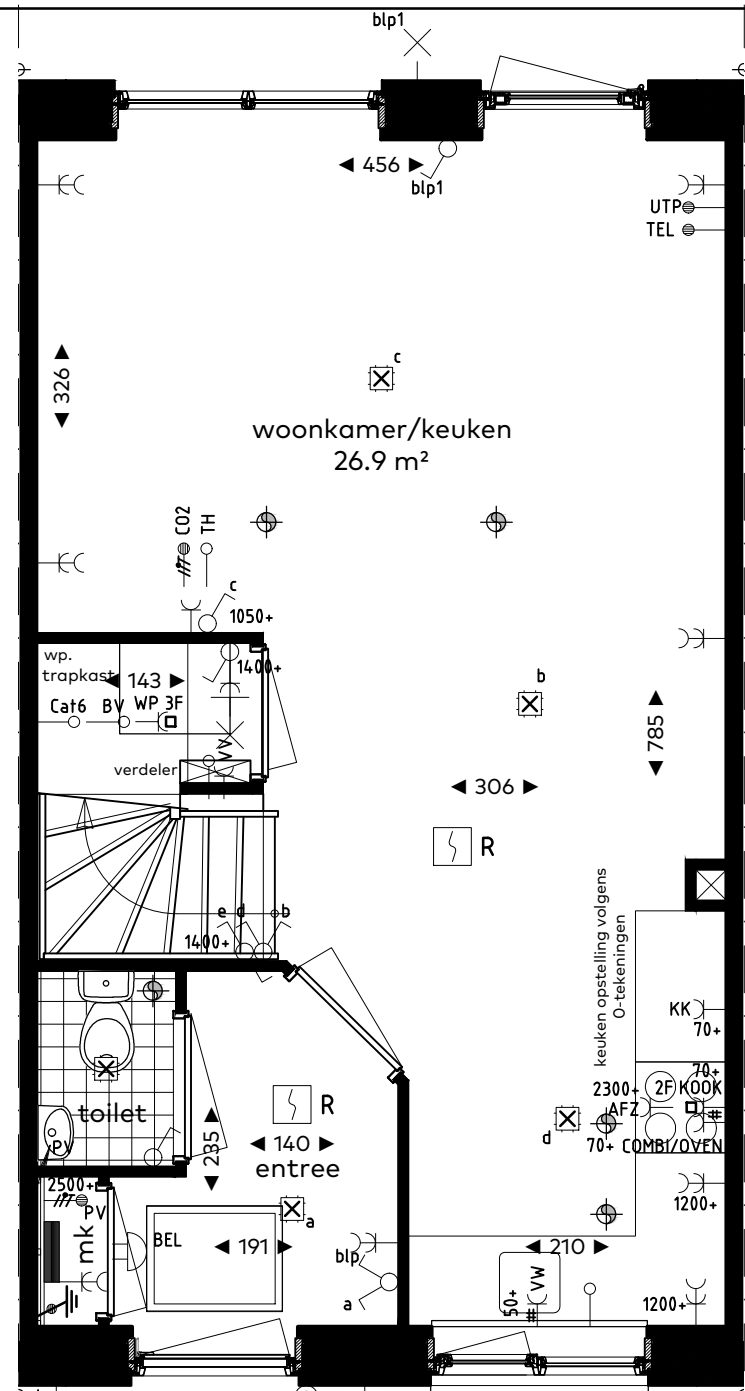 blp1
◄ 456 ►
blp1
UTP
TEL
◄ 326 ►
c
woonkamer/keuken
26.9 m²
CO2
TH
c
1050+
wp.
trapkast
◄ 143 ►
1400+
Cat6
BV
WP 3F
VV
verdeler
b
◄ 785 ►
◄ 306 ►
R
keuken opstelling volgens
0-tekeningen
e
d
b
1400+
KK
70+
70+
2300+
2F KOOK
AFZ
#
70+
COMBI/OVEN
d
toilet
R
◄ 235 ►
◄ 140 ►
entree
PV
2500+
PV
1200+
mk
a
BEL
◄ 191 ►
blp
◄ 210 ►
a
50+
#
VW
1200+